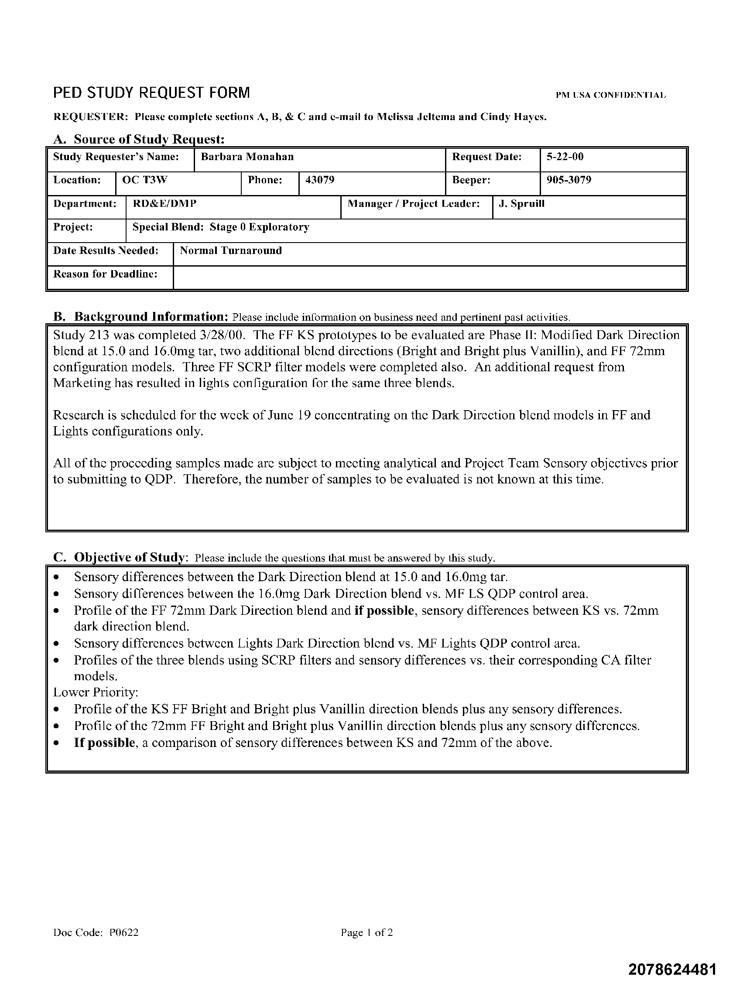 PED STUDY REQUEST FORM PM USA CONFIDENTIAL
REQUESTER: Please complete sections A, B, & C and e-mail to Melissa Jeltema and Cindy Hayes.
A. Source of Study Request:
Study Requester's Name: Barbara Monahan Request Date: 5-22-00
Location: OC T3W Phone: 43079 Beeper: 905-3079
Department: RD&E/DMP Manager / Project Leader: J. Spruill
Project: Special Blend: Stage 0 Exploratory
Date Results Needed: Normal Turnaround
Reason for Deadline:
B. Background Information: Please include information on business need and pertinent past activities.
Study 213 was completed 3/28/00. The FF KS prototypes to be evaluated are Phase II: Modified Dark Direction
blend at 15.0 and 16.0mg tar, two additional blend directions (Bright and Bright plus Vanillin), and FF 72mm
configuration models. Three FF SCRP filter models were completed also. An additional request from
Marketing has resulted in lights configuration for the same three blends.
Research is scheduled for the week of June 19 concentrating on the Dark Direction blend models in FF and
Lights configurations only.
All of the proceeding samples made are subject to meeting analytical and Project Team Sensory objectives prior
to submitting to QDP. Therefore, the number of samples to be evaluated is not known at this time.
C. Objective of Study: Please include the questions that must be answered by this study.
• Sensory differences between the Dark Direction blend at 15.0 and 16.0mg tar.
• Sensory differences between the 16.0mg Dark Direction blend vs. MF LS QDP control area.
• Profile of the FF 72mm Dark Direction blend and if possible, sensory differences between KS vs. 72mm
dark direction blend.
• Sensory differences between Lights Dark Direction blend vs. MF Lights QDP control area.
• Profiles of the three blends using SCRP filters and sensory differences vs. their corresponding CA filter
models.
Lower Priority:
• Profile of the KS FF Bright and Bright plus Vanillin direction blends plus any sensory differences.
• Profile of the 72mm FF Bright and Bright plus Vanillin direction blends plus any sensory differences.
• If possible, a comparison of sensory differences between KS and 72mm of the above.
Doc Code: P0622 Page 1 of 2
2078624481